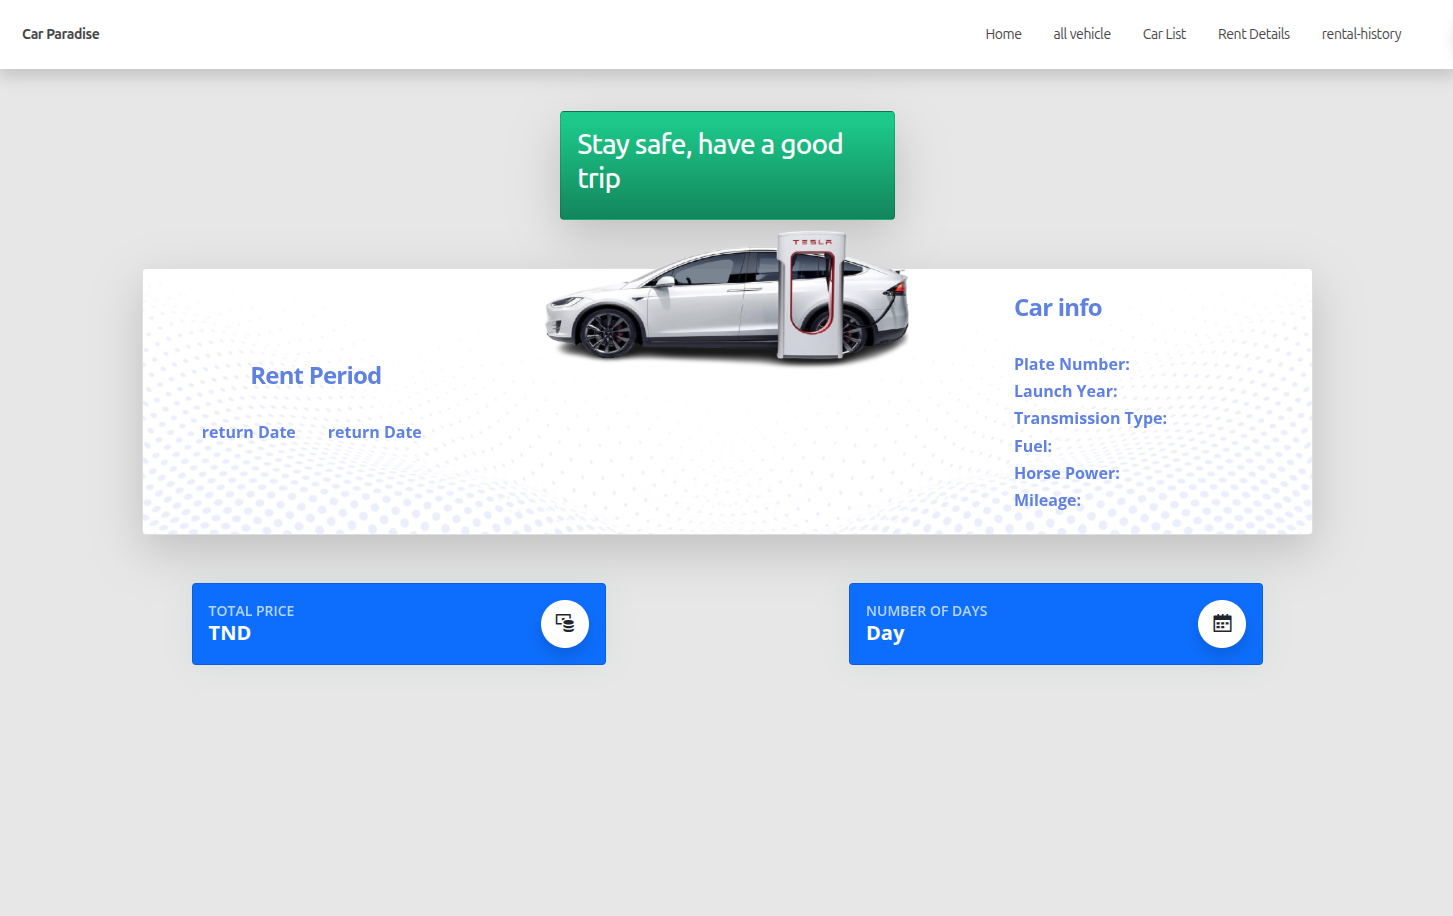 Car Paradise
Home
all vehicle
Car List
Rent Details
rental-history
Stay safe, have a good
trip
TESLA
Rent Period
return Date
return Date
Car info
Plate Number:
Launch Year:
Transmission Type:
Fuel:
Horse Power:
Mileage:
TOTAL PRICE
TND
NUMBER OF DAYS
Day